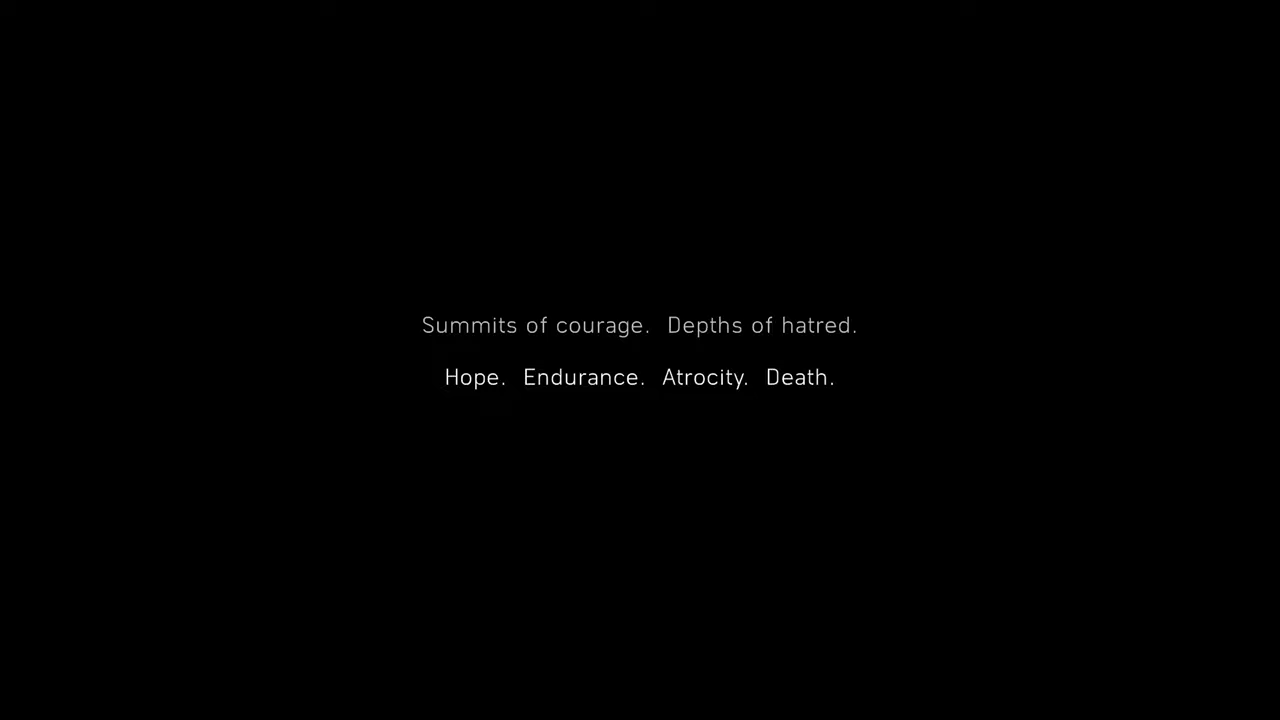 Summits of courage. Depths of hatred.
Hope. Endurance. Atrocity. Death.